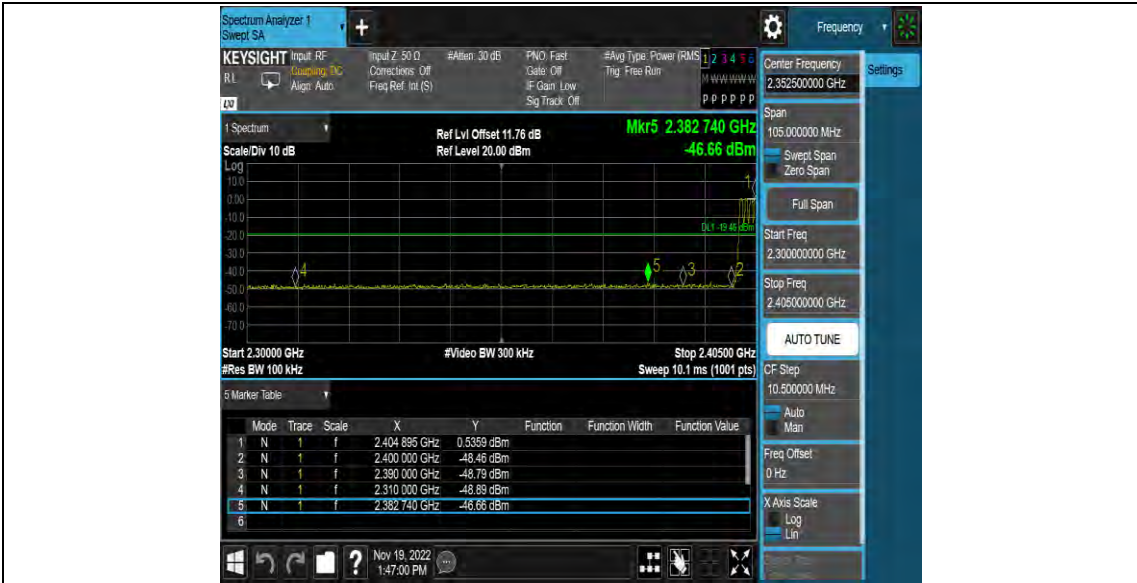 Spectrum Analyzer 1
Swept SA
+
Frequency
KEYSIGHT
RL
LXI
Input: RF
Coupling: DC
Align: Auto
Input Z: 50 Ω
Corrections: Off
Freq Ref: Int (S)
#Atten: 30 dB
PNO: Fast
Gate: Off
IF Gain: Low
Sig Track: Off
#Avg Type: Power (RMS
Trig: Free Run
1 2 3 4 5 6
M W W W W W
P P P P P P
Center Frequency
2.352500000 GHz
Settings
Span
105.000000 MHz
Swept Span
Zero Span
Full Span
Start Freq
2.300000000 GHz
Stop Freq
2.405000000 GHz
AUTO TUNE
CF Step
10.500000 MHz
Auto
Man
Freq Offset
0 Hz
X Axis Scale
Log
Lin
1 Spectrum
Scale/Div 10 dB
Ref Lvl Offset 11.76 dB
Ref Level 20.00 dBm
Mkr5 2.382 740 GHz
-46.66 dBm
Log
10.0
0.00
-10.0
-20.0
-30.0
-40.0
-50.0
-60.0
-70.0
1
DL1 -19.46 dBm
4
5
3
2
Start 2.30000 GHz
#Video BW 300 kHz
Stop 2.40500 GHz
#Res BW 100 kHz
Sweep 10.1 ms (1001 pts)
5 Marker Table
Mode Trace Scale X Y Function Function Width Function Value
1 N 1 f 2.404 895 GHz 0.5359 dBm
2 N 1 f 2.400 000 GHz -48.46 dBm
3 N 1 f 2.390 000 GHz -48.79 dBm
4 N 1 f 2.310 000 GHz -48.89 dBm
5 N 1 f 2.382 740 GHz -46.66 dBm
6
?
Nov 19, 2022
1:47:00 PM